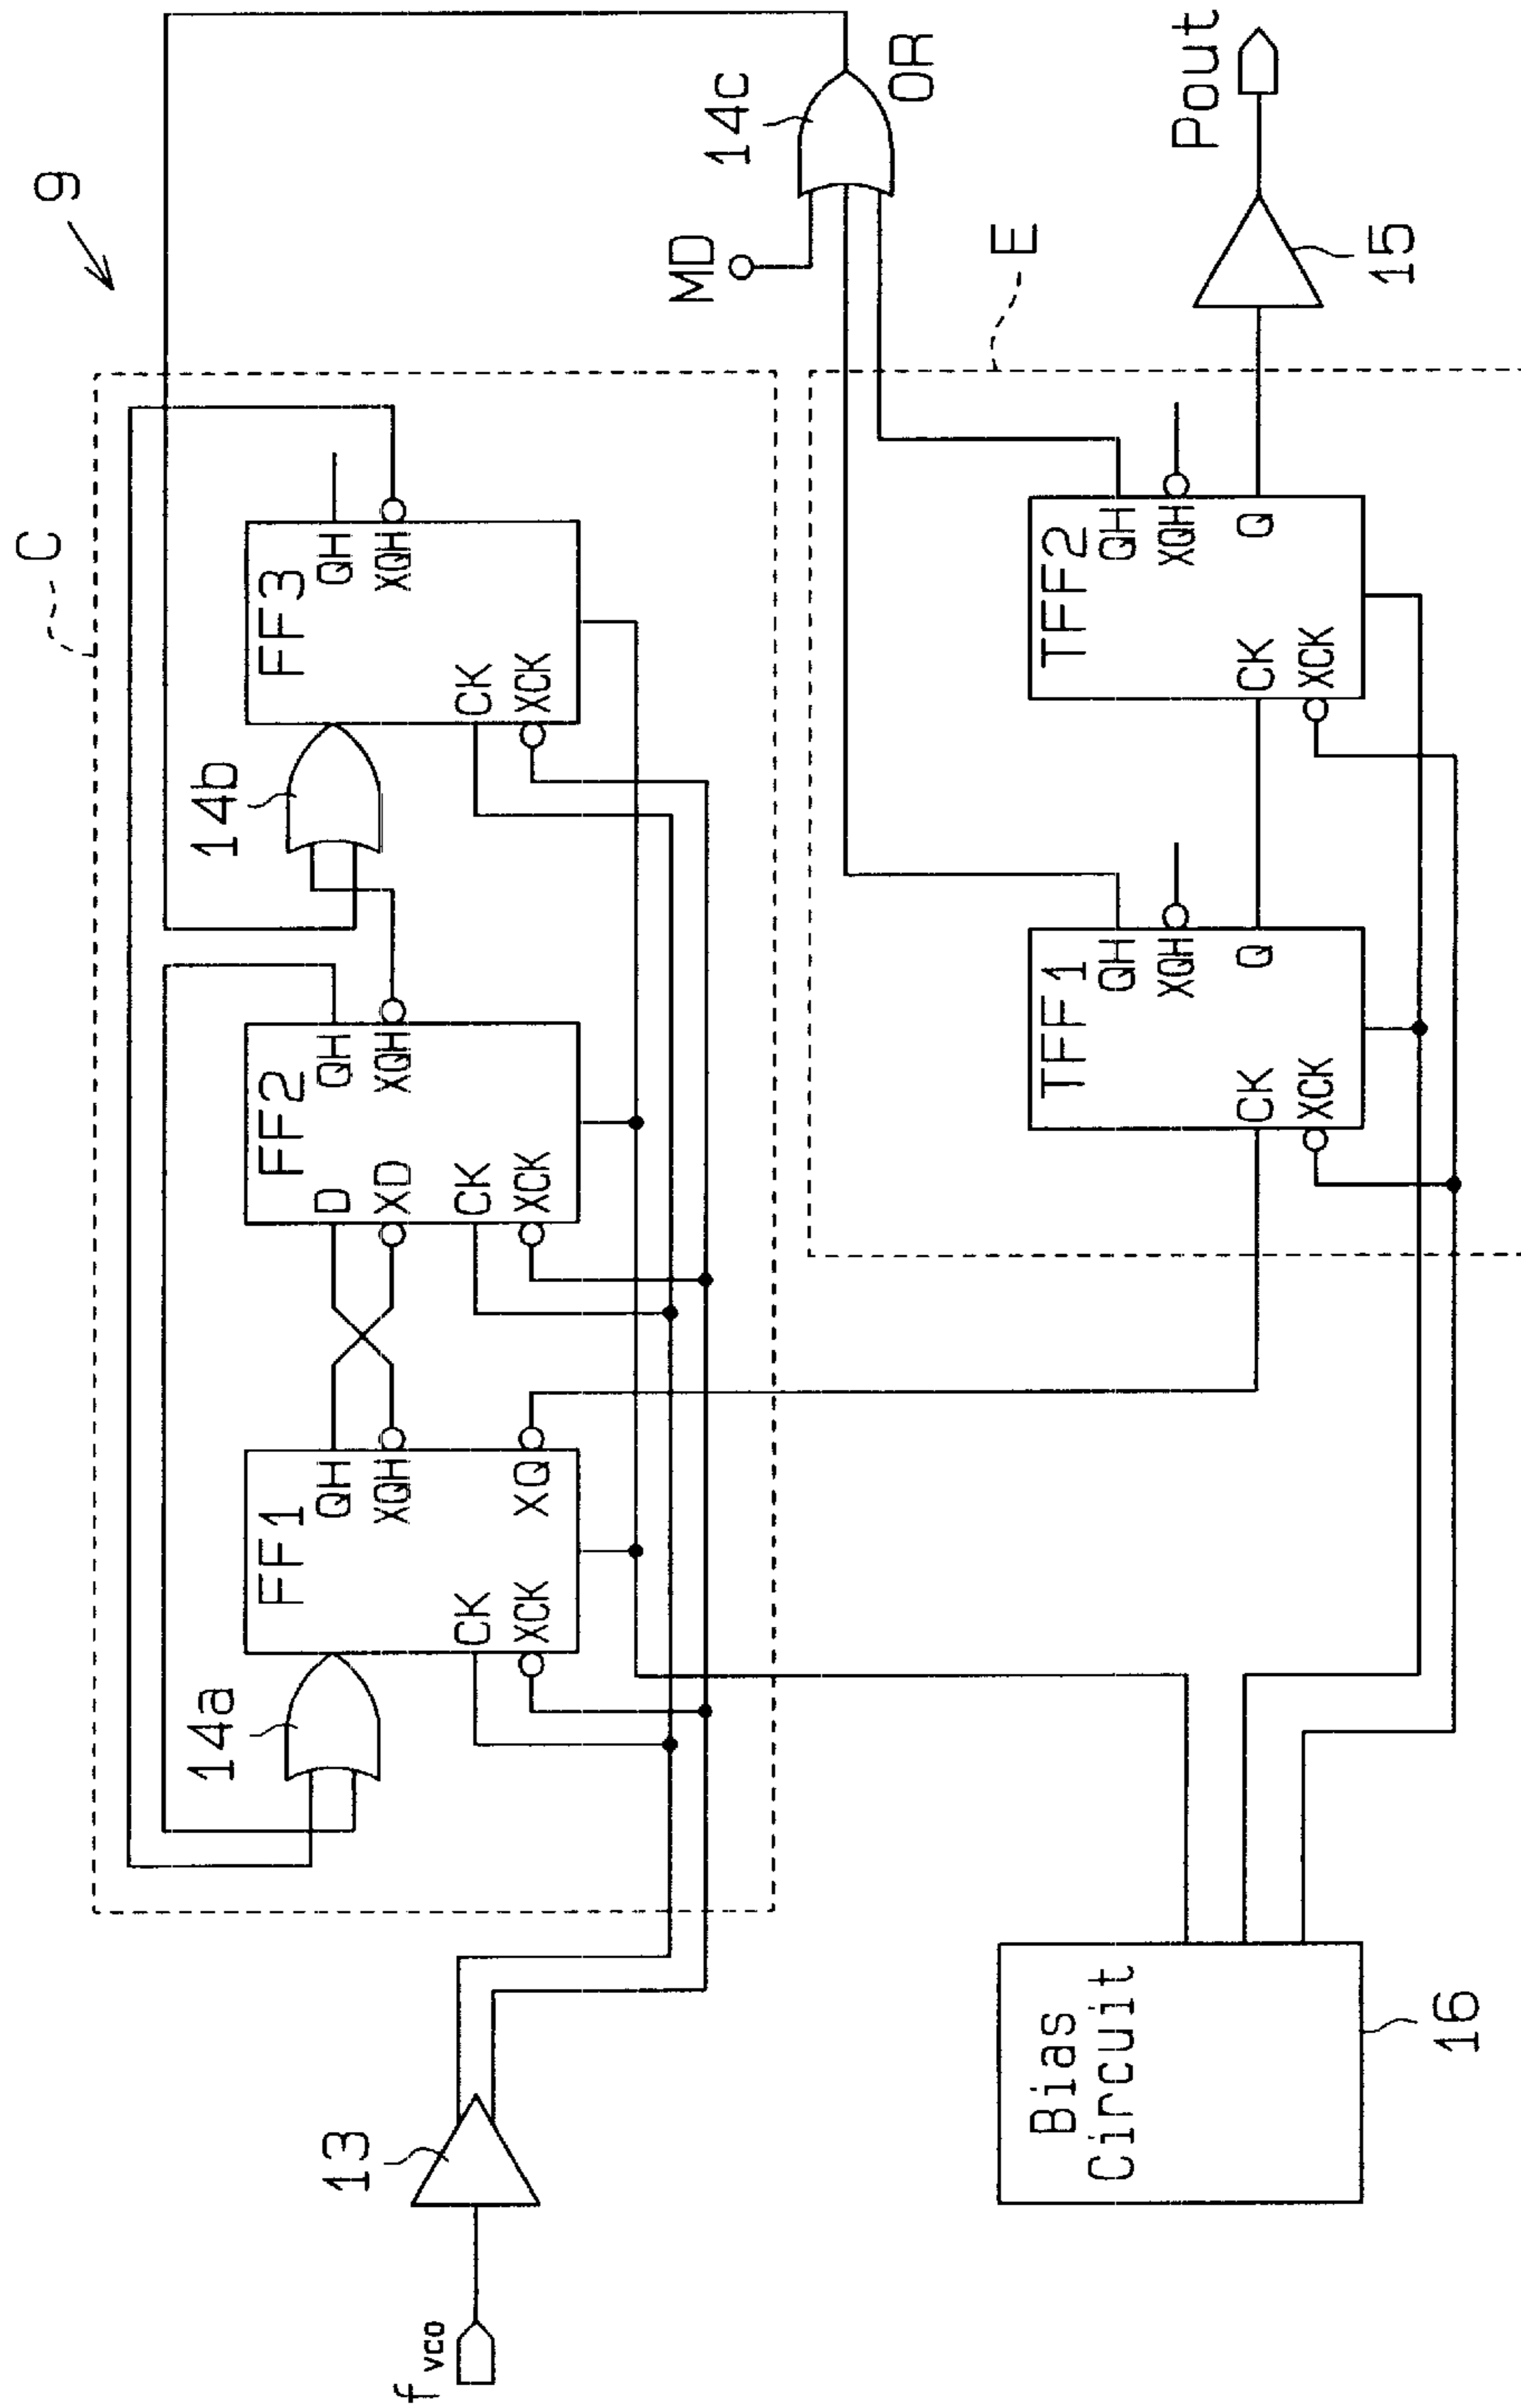 9
C
14a
FF1
QH
XQH
CK
XCK
XQ
FF2
D
XD
QH
XQH
CK
XCK
14b
FF3
QH
XQH
CK
XCK
f vco
13
MD
14c
OR
E
Bias
Circuit
16
TFF1
QH
XQH
CK
XCK
Q
TFF2
QH
XQH
CK
XCK
Q
15
Pout